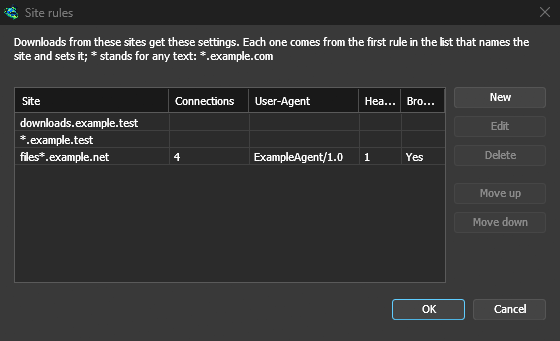 Site rules
Downloads from these sites get these settings. Each one comes from the first rule in the list that names
the site and sets it; * stands for any text: *.example.com
Site Connections User-Agent Hea... Bro...
downloads.example.test
*.example.test
files*.example.net 4 ExampleAgent/1.0 1 Yes
New
Edit
Delete
Move up
Move down
OK Cancel